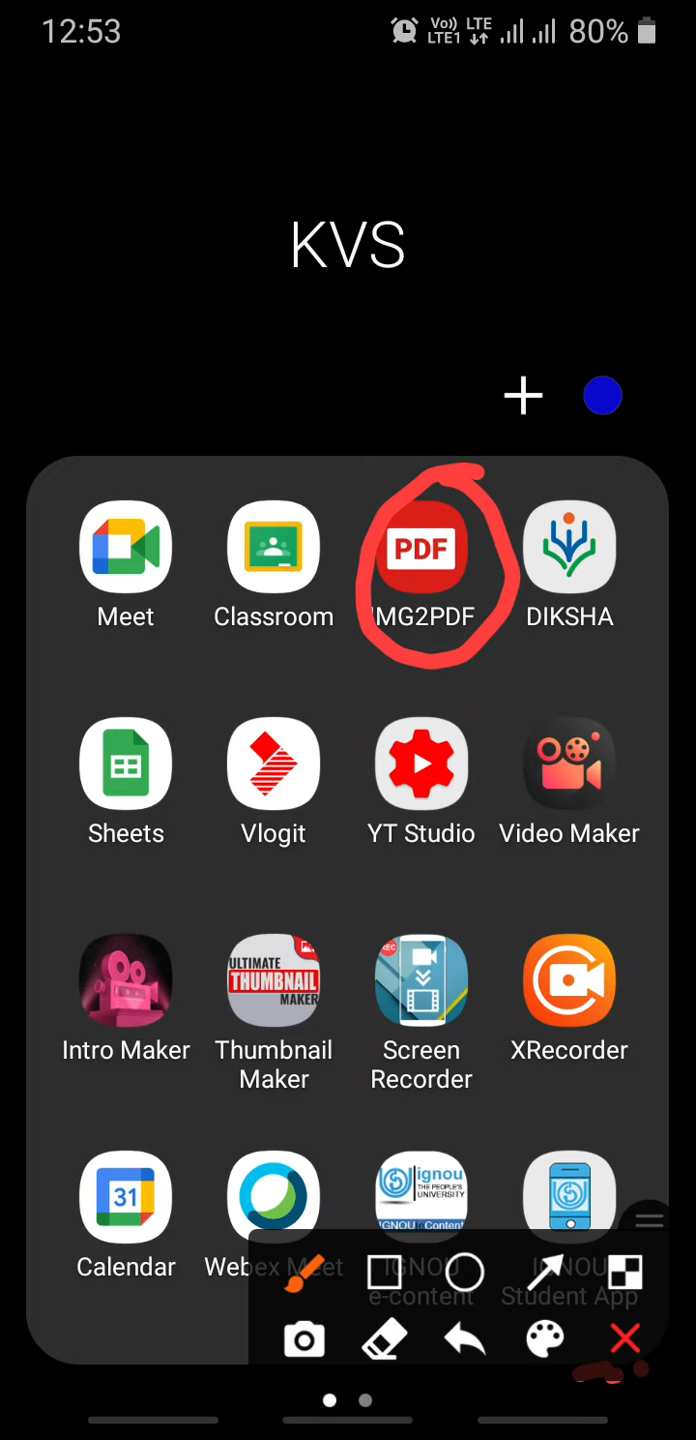 12:53 Vo)) LTE1 LTE 80%
KVS
PDF
Meet Classroom IMG2PDF DIKSHA
Sheets Vlogit YT Studio Video Maker
REC
ULTIMATE
THUMBNAIL
MAKER
Intro Maker Thumbnail Maker Screen Recorder XRecorder
31
ignou
THE PEOPLE'S
UNIVERSITY
IGNOU e-Content
Calendar Webex Meet IGNOU e-content IGNOU Student App